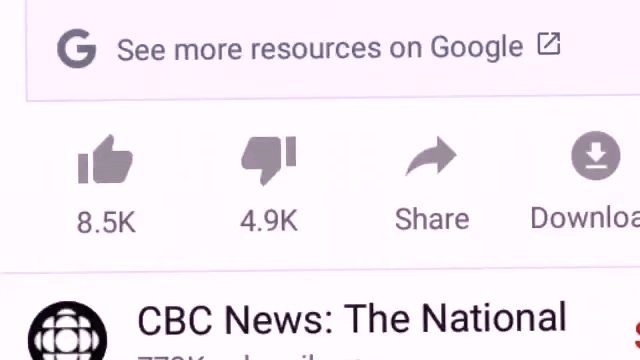 See more resources on Google
8.5K
4.9K
Share
Downloa
CBC News: The National